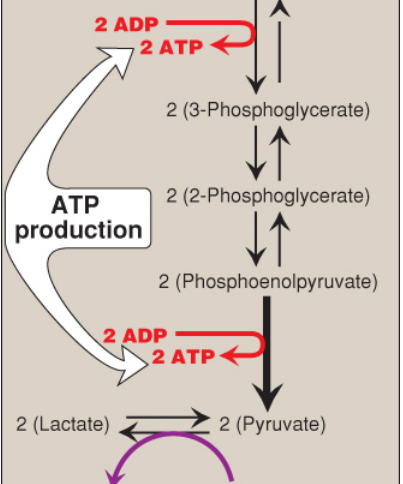 2 ADP
2 ATP
2 (3-Phosphoglycerate)
2 (2-Phosphoglycerate)
ATP
production
2 (Phosphoenolpyruvate)
2 ADP
2 ATP
2 (Lactate)
2 (Pyruvate)